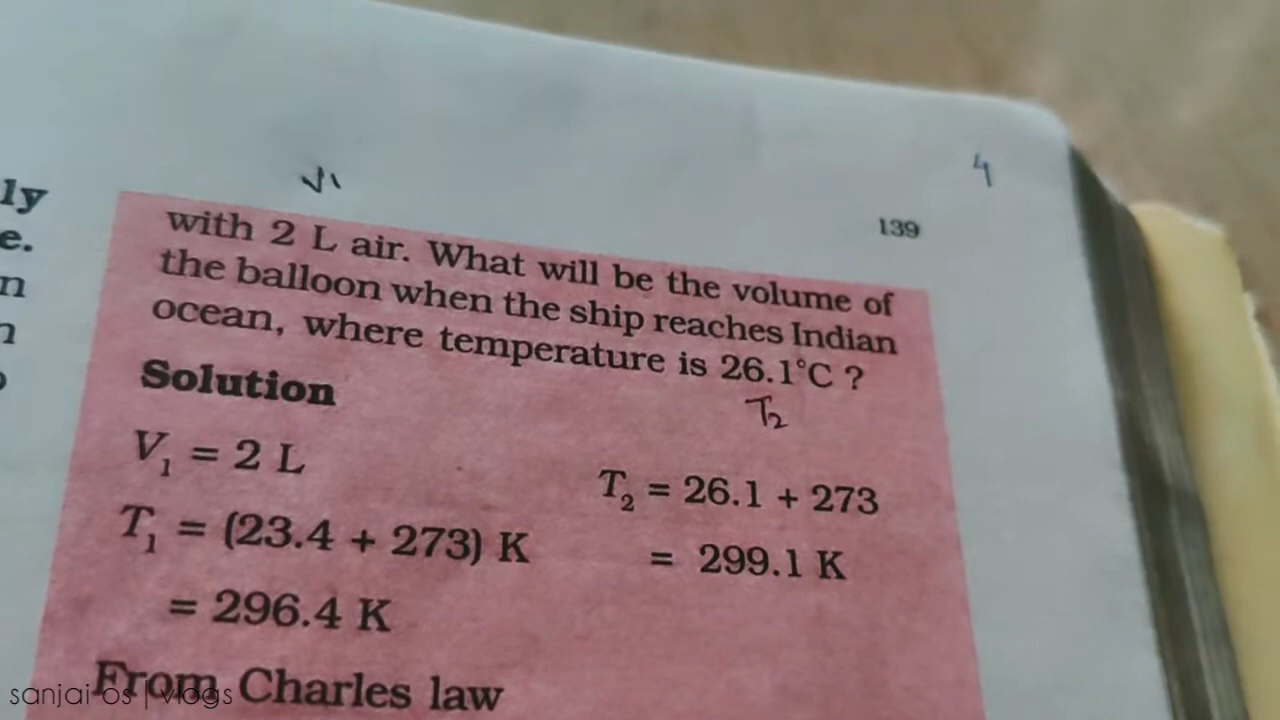 ly
e.
n
V1
4
139
with 2 L air. What will be the volume of
the balloon when the ship reaches Indian
ocean, where temperature is 26.1°C ?
T2
Solution
V₁ = 2 L
T₂ = 26.1 + 273
T₁ = (23.4 + 273) K
= 299.1 K
= 296.4 K
From Charles law
sanjai os | vlogs